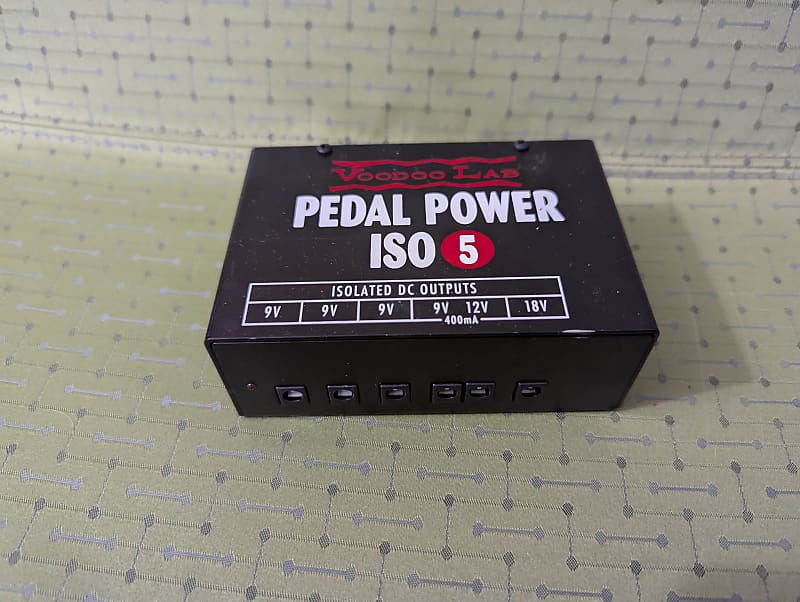 VOODOO LAB
PEDAL POWER
ISO 5
ISOLATED DC OUTPUTS
9V 9V 9V 9V 12V 18V
400mA